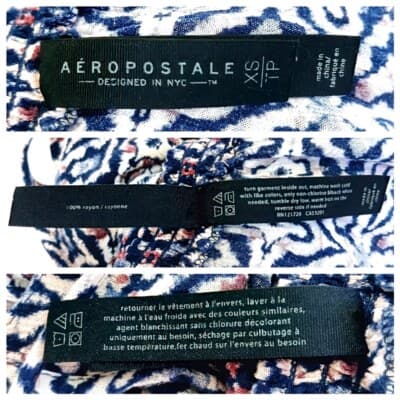 AÉROPOSTALE
DESIGNED IN NYC ™
XS
TP
made in
china/
fabriqué en
chine
100% rayon / rayonne
turn garment inside out, machine wash cold
with like colors, only non-chlorine bleach when
needed, tumble dry low, warm iron on the
reverse side if needed
retourner le vêtement à l'envers, laver à la
machine à l'eau froide avec des couleurs similaires,
agent blanchissant sans chlorure décolorant
uniquement au besoin, séchage par culbutage à
basse température,fer chaud sur l'envers au besoin